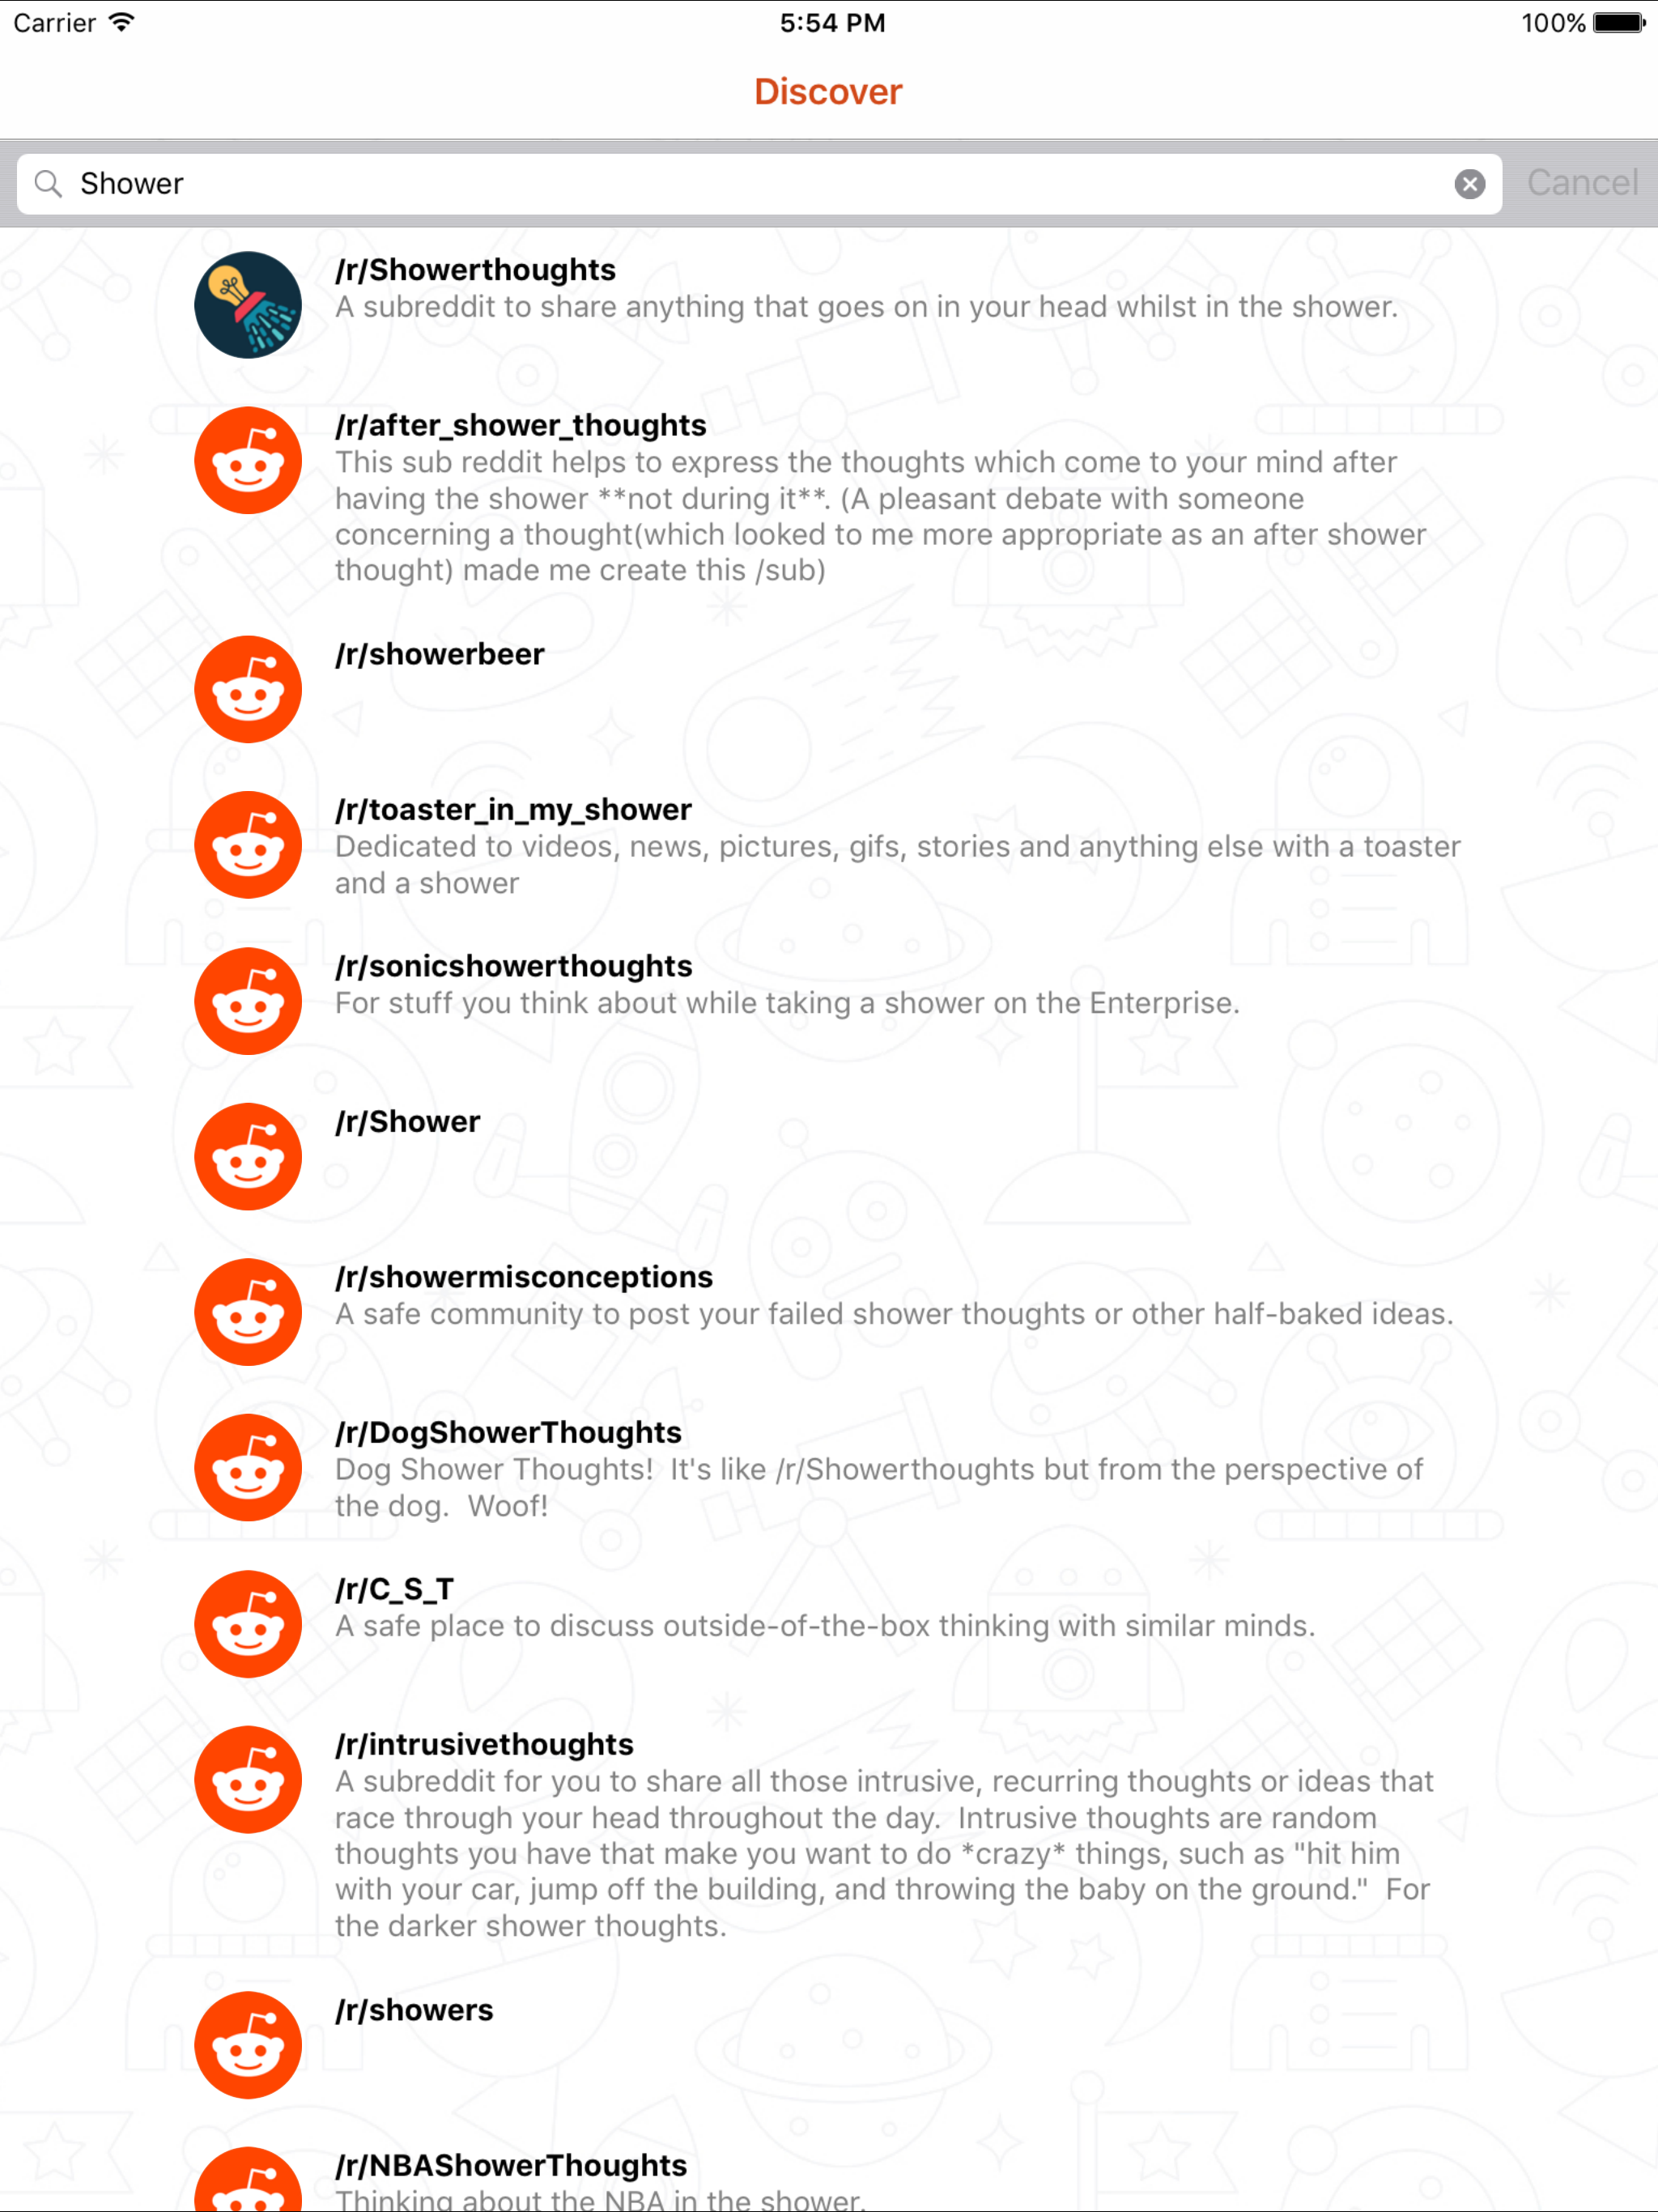 Carrier 5:54 PM 100%
Discover
Shower Cancel
/r/Showerthoughts
A subreddit to share anything that goes on in your head whilst in the shower.
/r/after_shower_thoughts
This sub reddit helps to express the thoughts which come to your mind after
having the shower **not during it**. (A pleasant debate with someone
concerning a thought(which looked to me more appropriate as an after shower
thought) made me create this /sub)
/r/showerbeer
/r/toaster_in_my_shower
Dedicated to videos, news, pictures, gifs, stories and anything else with a toaster
and a shower
/r/sonicshowerthoughts
For stuff you think about while taking a shower on the Enterprise.
/r/Shower
/r/showermisconceptions
A safe community to post your failed shower thoughts or other half-baked ideas.
/r/DogShowerThoughts
Dog Shower Thoughts!  It's like /r/Showerthoughts but from the perspective of
the dog.  Woof!
/r/C_S_T
A safe place to discuss outside-of-the-box thinking with similar minds.
/r/intrusivethoughts
A subreddit for you to share all those intrusive, recurring thoughts or ideas that
race through your head throughout the day.  Intrusive thoughts are random
thoughts you have that make you want to do *crazy* things, such as "hit him
with your car, jump off the building, and throwing the baby on the ground."  For
the darker shower thoughts.
/r/showers
/r/NBAShowerThoughts
Thinking about the NBA in the shower.